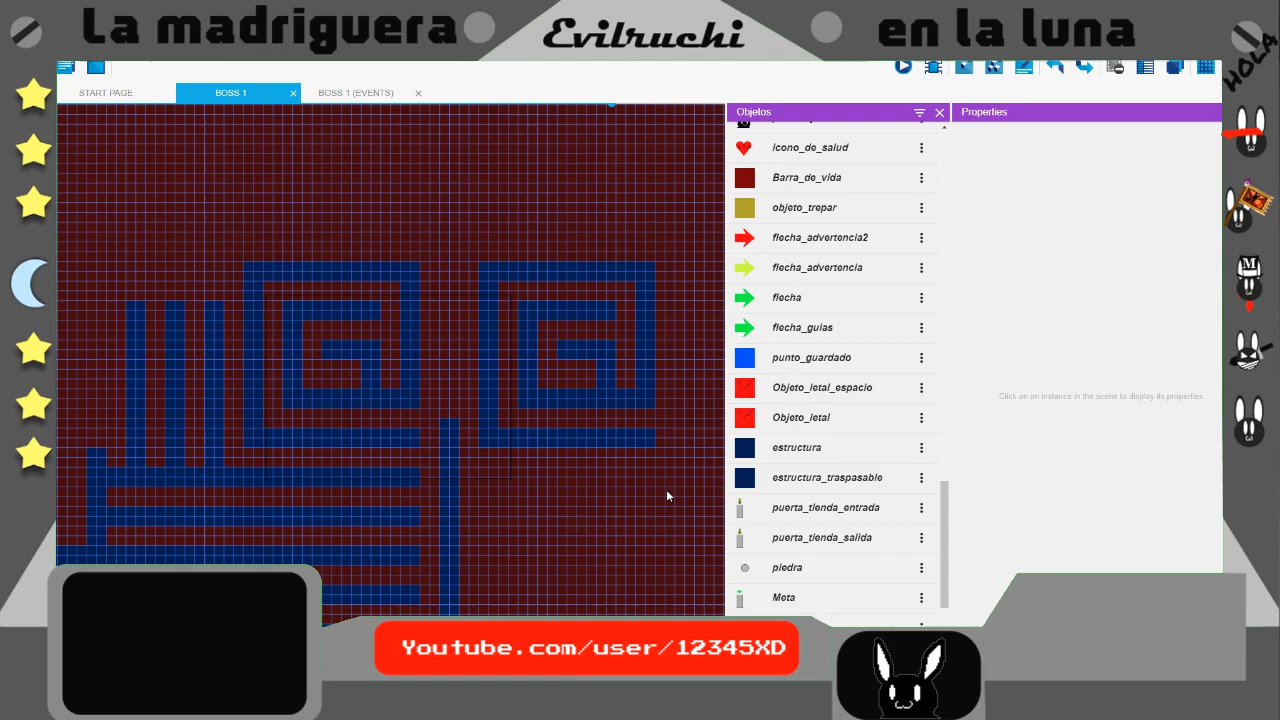 La madriguera
Evilruchi
en la luna
HOLA
START PAGE
BOSS 1
BOSS 1 (EVENTS)
Objetos
Properties
icono_de_salud
Barra_de_vida
objeto_trepar
flecha_advertencia2
flecha_advertencia
flecha
flecha_guias
punto_guardado
Objeto_letal_espacio
Objeto_letal
estructura
estructura_traspasable
puerta_tienda_entrada
puerta_tienda_salida
piedra
Meta
Click on an instance in the scene to display its properties
M
Youtube.com/user/12345XD